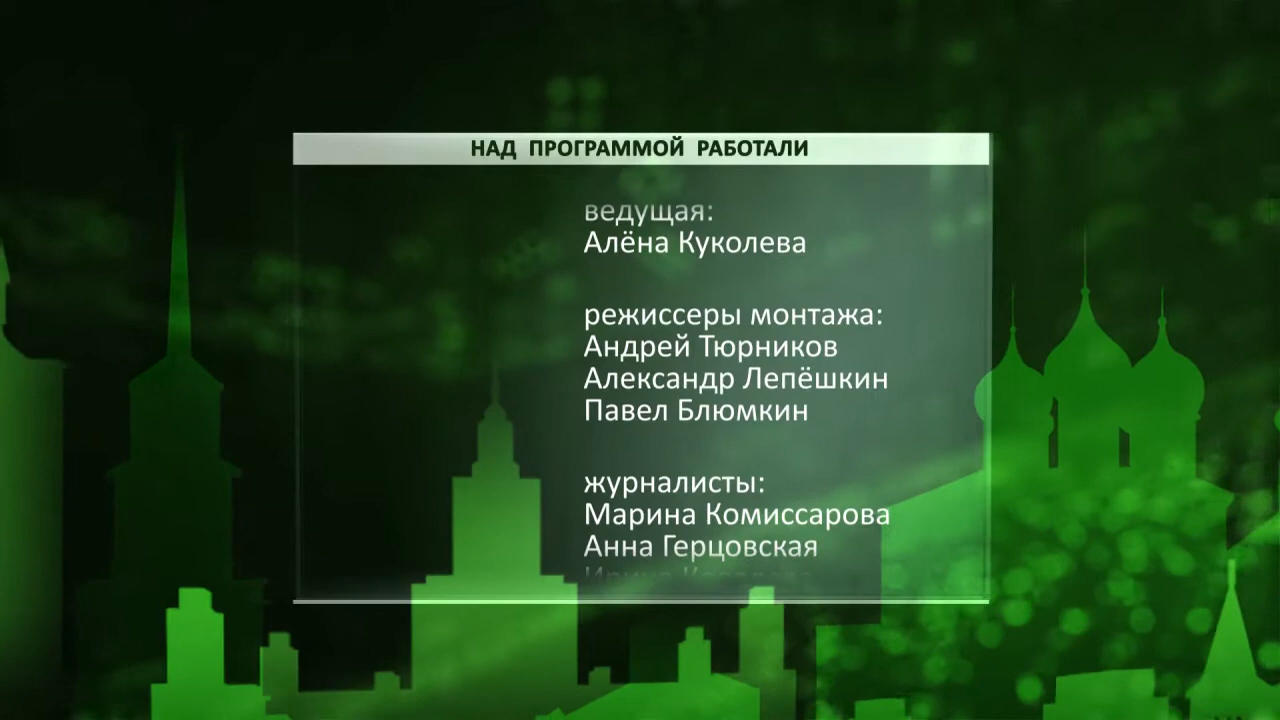 НАД ПРОГРАММОЙ РАБОТАЛИ
ведущая:
Алёна Куколева
режиссеры монтажа:
Андрей Тюрников
Александр Лепёшкин
Павел Блюмкин
журналисты:
Марина Комиссарова
Анна Герцовская